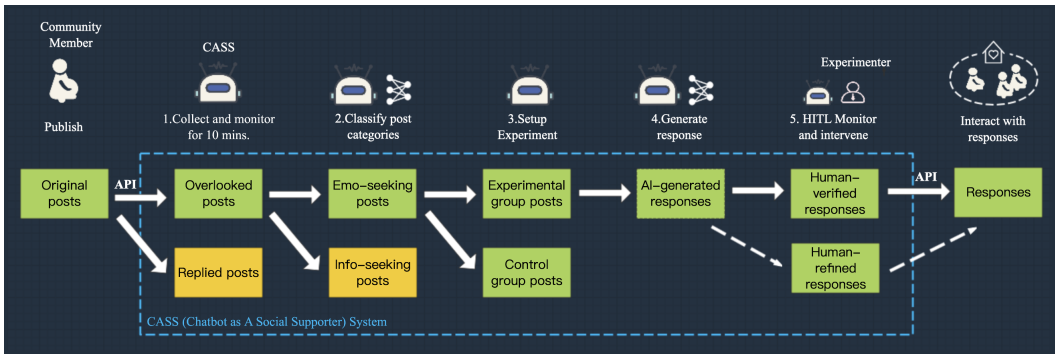 Community
Member
Publish
CASS
1.Collect and monitor
for 10 mins.
2.Classify post
categories
3.Setup
Experiment
4.Generate
response
Experimenter
5. HITL Monitor
and intervene
Interact with
responses
Original
posts
API
Overlooked
posts
Emo-seeking
posts
Experimental
group posts
AI-generated
responses
Human-
verified
responses
API
Responses
Replied posts
Info-seeking
posts
Control
group posts
Human-
refined
responses
CASS (Chatbot as A Social Supporter) System